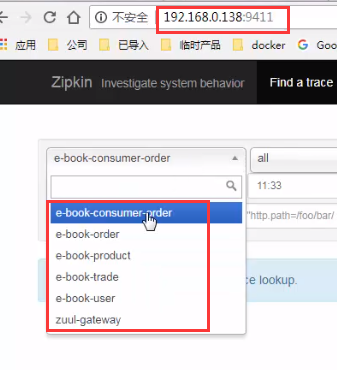 不安全 192.168.0.138:9411
应用 公司 已导入 临时产品 docker Goo
Zipkin Investigate system behavior Find a trace
e-book-consumer-order all
11:33
e-book-consumer-order "http.path=/foo/bar/
e-book-order
e-book-product
e-book-trade ce lookup.
e-book-user
zuul-gateway